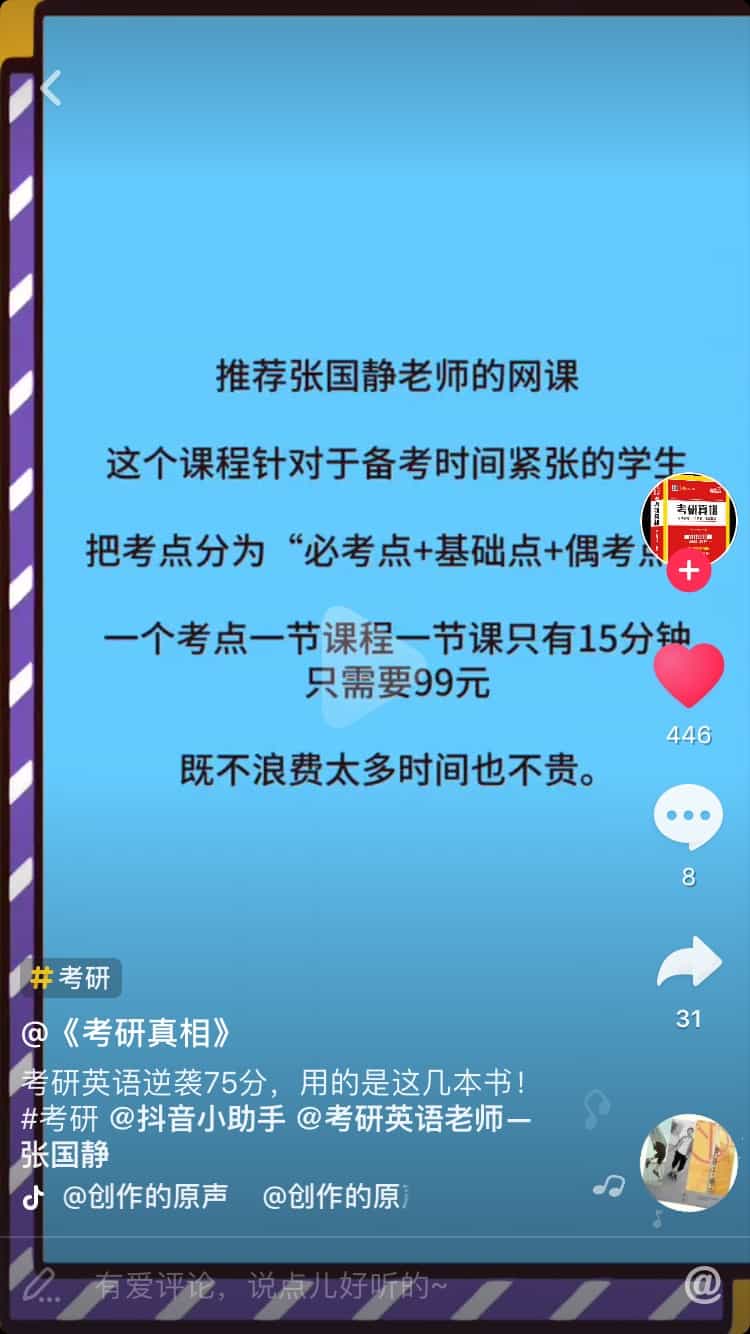 推荐张国静老师的网课
这个课程针对于备考时间紧张的学生
把考点分为“必考点+基础点+偶考点
一个考点一节课程一节课只有15分钟
只需要99元
既不浪费太多时间也不贵。
考研真相
446
8
31
#考研
@《考研真相》
考研英语逆袭75分，用的是这几本书！
#考研 @抖音小助手 @考研英语老师—
张国静
@创作的原声 @创作的原
有爱评论，说点儿好听的~